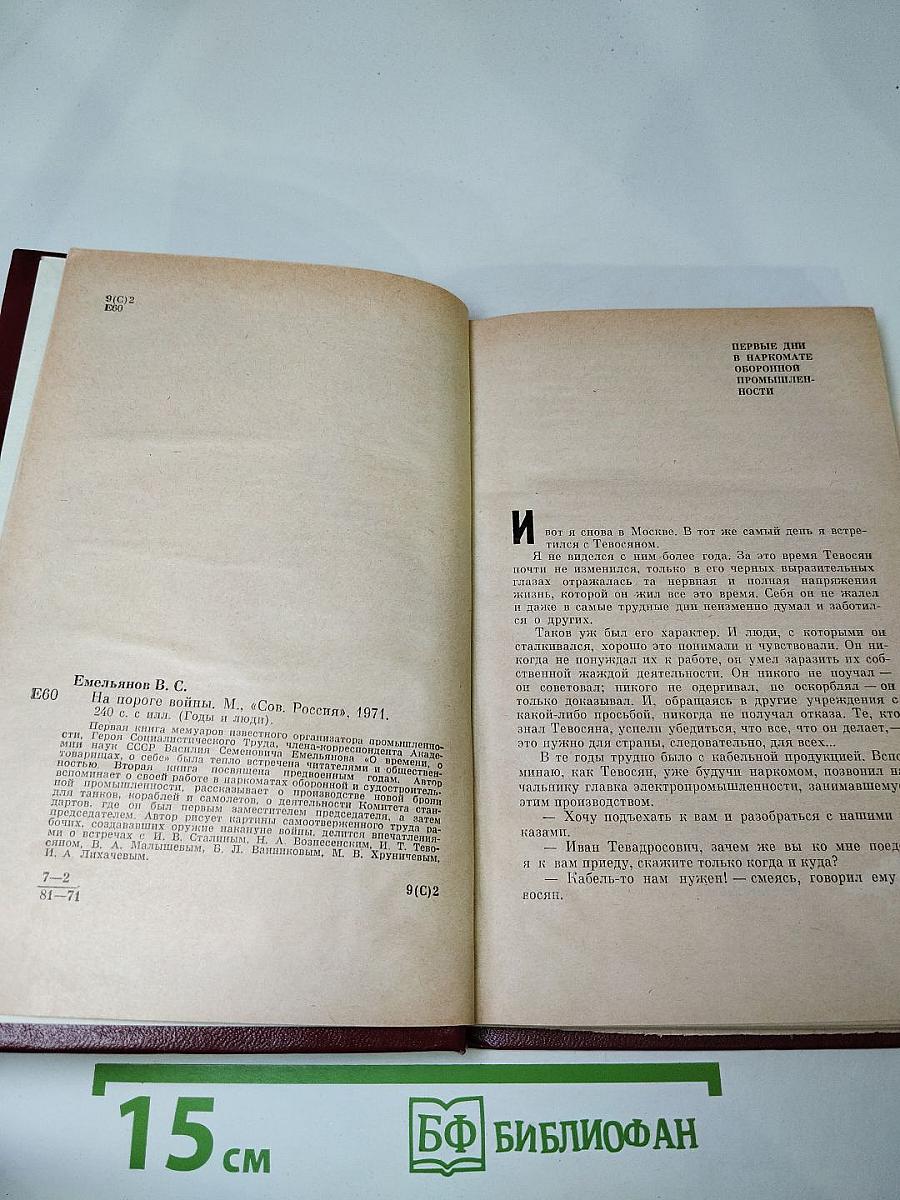 9(С)2
Е60
Емельянов В. С.
Е60
На пороге войны. М., «Сов. Россия», 1971.
240 с. с илл. (Годы и люди).
Первая книга мемуаров известного организатора промышленно-
сти, Героя Социалистического Труда, члена-корреспондента Акаде-
мии наук СССР Василия Семеновича Емельянова «О времени, о
товарищах, о себе» была тепло встречена читателями и обществен-
ностью. Вторая книга посвящена предвоенным годам. Автор
вспоминает о своей работе в наркоматах оборонной и судостроитель-
ной промышленности, рассказывает о производстве новой брони
для танков, кораблей и самолетов, о деятельности Комитета стан-
дартов, где он был первым заместителем председателя, а затем
председателем. Автор рисует картины самоотверженного труда ра-
бочих, создававших оружие накануне войны, делится впечатления-
ми о встречах с И. В. Сталиным, Н. А. Вознесенским, И. Т. Тево-
сяном, В. А. Малышевым, Б. Л. Ванниковым, М. В. Хруничевым,
И. А. Лихачевым.
7—2
81—71
9(С)2
ПЕРВЫЕ ДНИ
В НАРКОМАТЕ
ОБОРОННОЙ
ПРОМЫШЛЕН-
НОСТИ
И вот я снова в Москве. В тот же самый день я встре-
тился с Тевосяном.
Я не виделся с ним более года. За это время Тевосян
почти не изменился, только в его черных выразительных
глазах отражалась та нервная и полная напряжения
жизнь, которой он жил все это время. Себя он не жалел
и даже в самые трудные дни неизменно думал и заботил-
ся о других.
Таков уж был его характер. И люди, с которыми он
сталкивался, хорошо это понимали и чувствовали. Он ни-
когда не понуждал их к работе, он умел заразить их соб-
ственной жаждой деятельности. Он никого не поучал —
он советовал; никого не одергивал, не оскорблял — он
только доказывал. И, обращаясь в другие учреждения с
какой-либо просьбой, никогда не получал отказа. Те, кто
знал Тевосяна, успели убедиться, что все, что он делает,—
это нужно для страны, следовательно, для всех...
В те годы трудно было с кабельной продукцией. Вспо
минаю, как Тевосян, уже будучи наркомом, позвонил на
чальнику главка электропромышленности, занимавшему
этим производством.
— Хочу подъехать к вам и разобраться с нашими
казами.
— Иван Тевадросович, зачем же вы ко мне поед
я к вам приеду, скажите только когда и куда?
— Кабель-то нам нужен! — смеясь, говорил ему
восян.
15 см
БФ БИБЛИОФАН